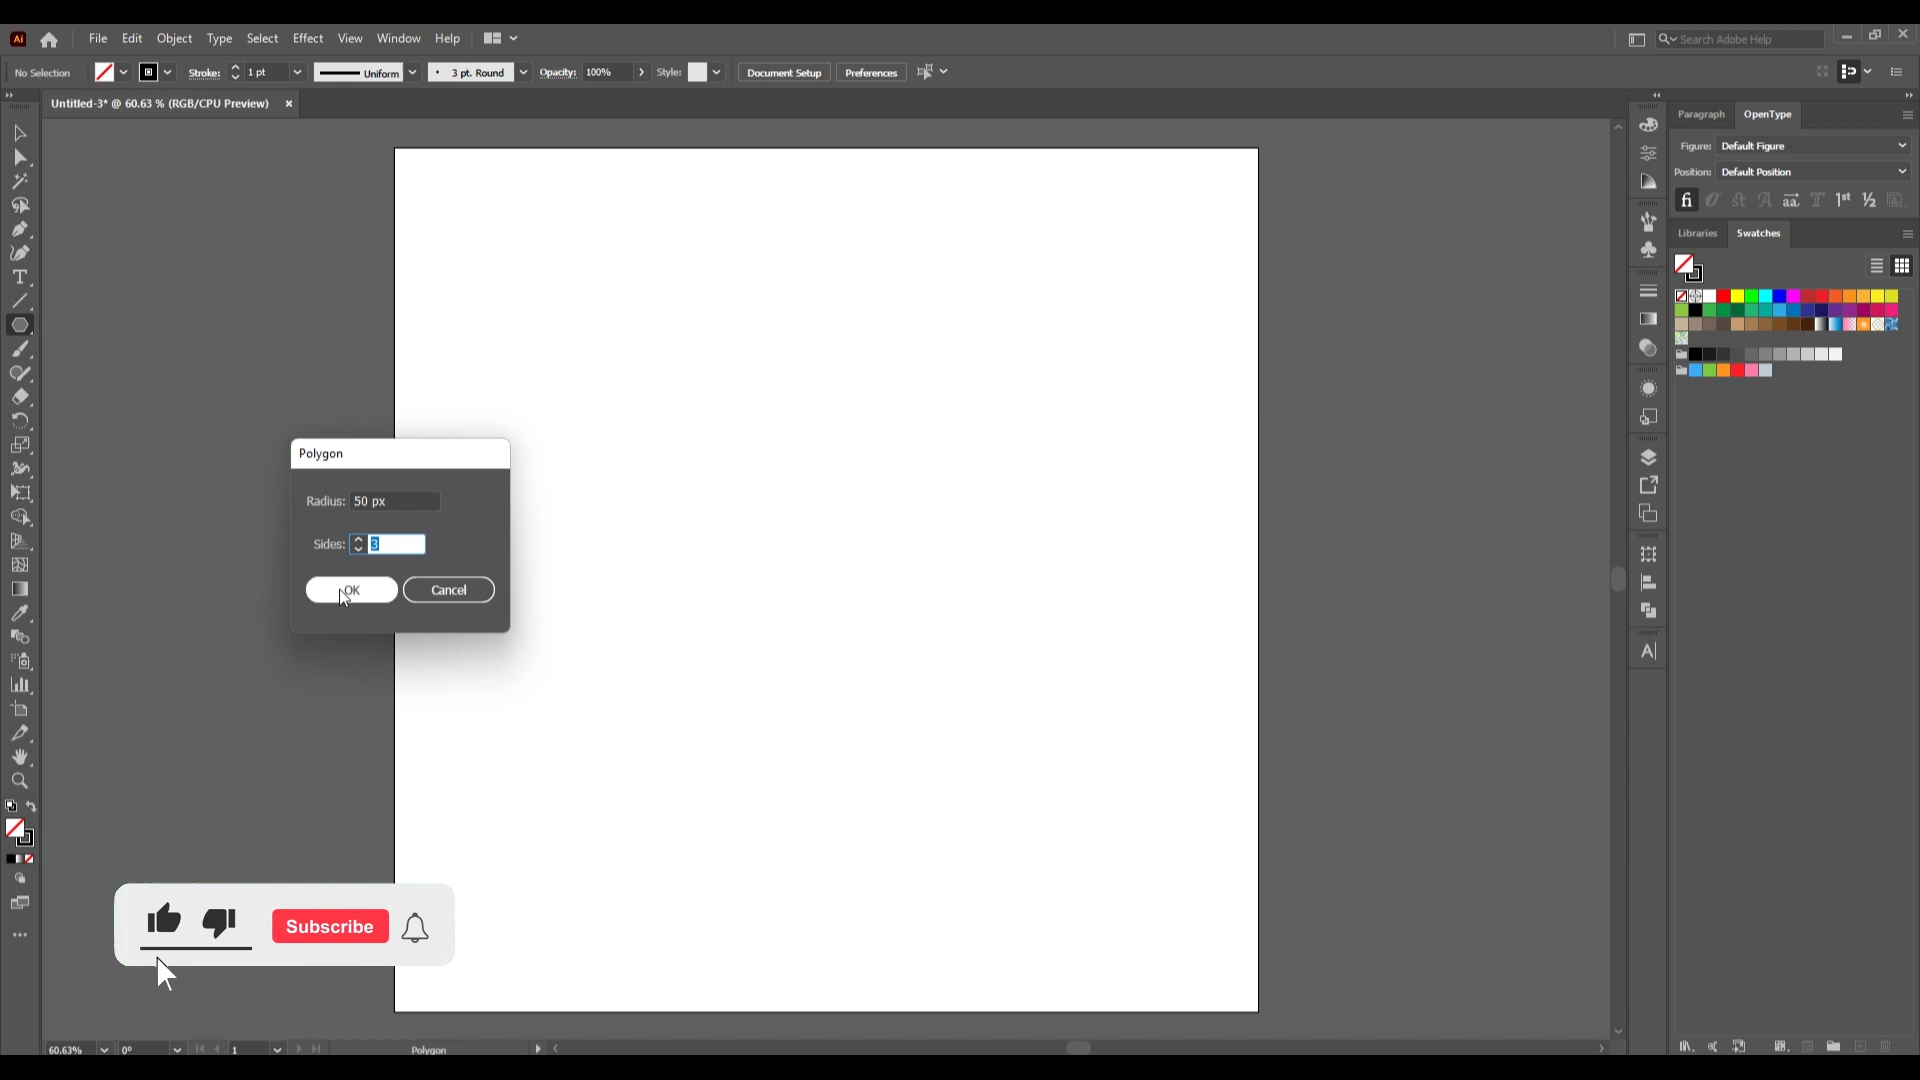 Ai File Edit Object Type Select Effect View Window Help Search Adobe Help
No Selection Stroke: 1 pt Uniform 3 pt. Round Opacity: 100% Style: Document Setup Preferences
Untitled-3* @ 60.63 % (RGB/CPU Preview)
Paragraph OpenType
Figure: Default Figure
Position: Default Position
Libraries Swatches
Polygon
Radius: 50 px
Sides: 3
OK Cancel
Subscribe
60.63% 0° 1 Polygon